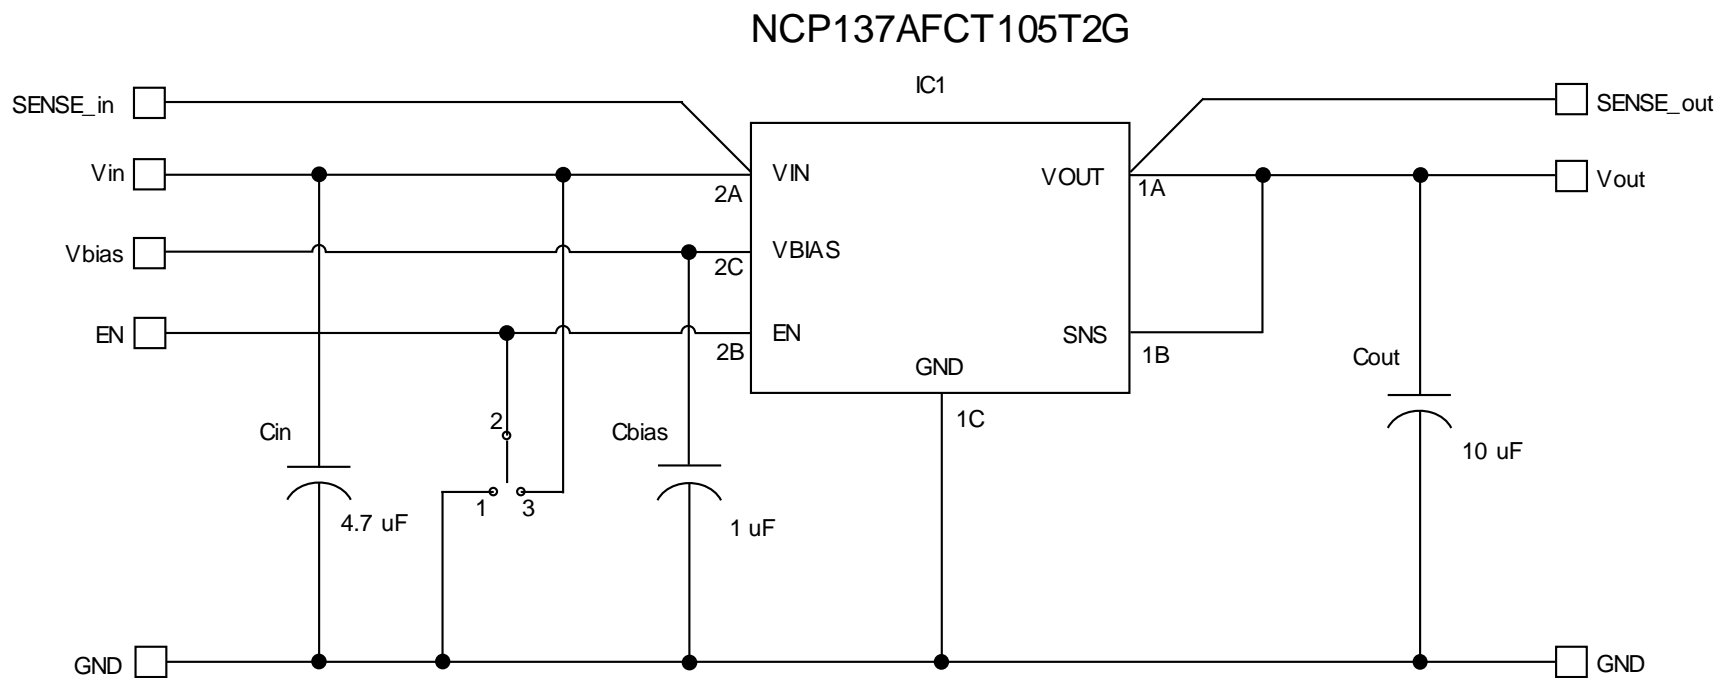 NCP137AFCT105T2G
IC1
SENSE_in
SENSE_out
Vin
VIN
VOUT
Vout
2A
1A
Vbias
VBIAS
2C
EN
EN
SNS
2B
1B
GND
Cout
1C
2
Cin
Cbias
10 uF
1
3
4.7 uF
1 uF
GND
GND